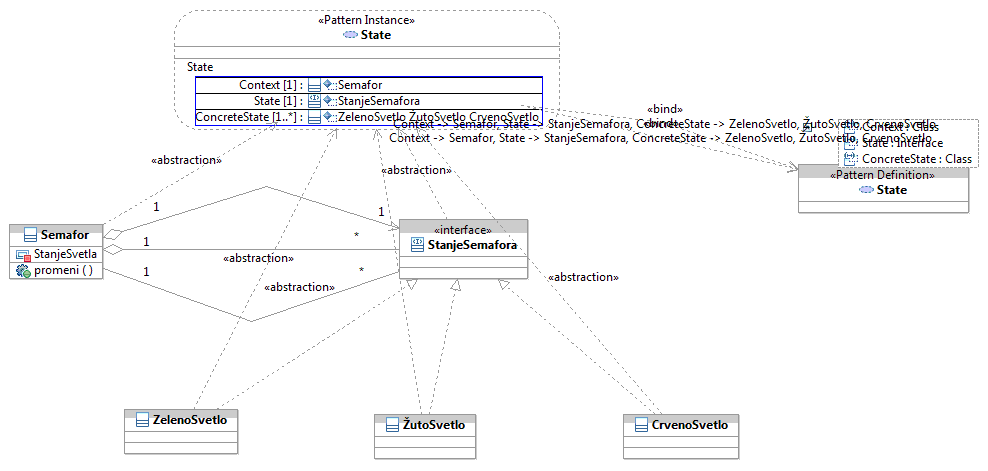 «Pattern Instance»
State
State
Context [1] : Semafor
State [1] : StanjeSemafora
ConcreteState [1..*] : ZelenoSvetlo ŽutoSvetlo CrvenoSvetlo
«bind»
«bind»
Context -> Semafor, State -> StanjeSemafora, ConcreteState -> ZelenoSvetlo, ŽutoSvetlo, CrvenoSvetlo
Context -> Semafor, State -> StanjeSemafora, ConcreteState -> ZelenoSvetlo, ŽutoSvetlo, CrvenoSvetlo
Context : Class
State : Interface
ConcreteState : Class
«Pattern Definition»
State
«abstraction»
«abstraction»
1
1
Semafor
StanjeSvetla
promeni ( )
1
*
1
*
«interface»
StanjeSemafora
«abstraction»
«abstraction»
«abstraction»
ZelenoSvetlo
ŽutoSvetlo
CrvenoSvetlo